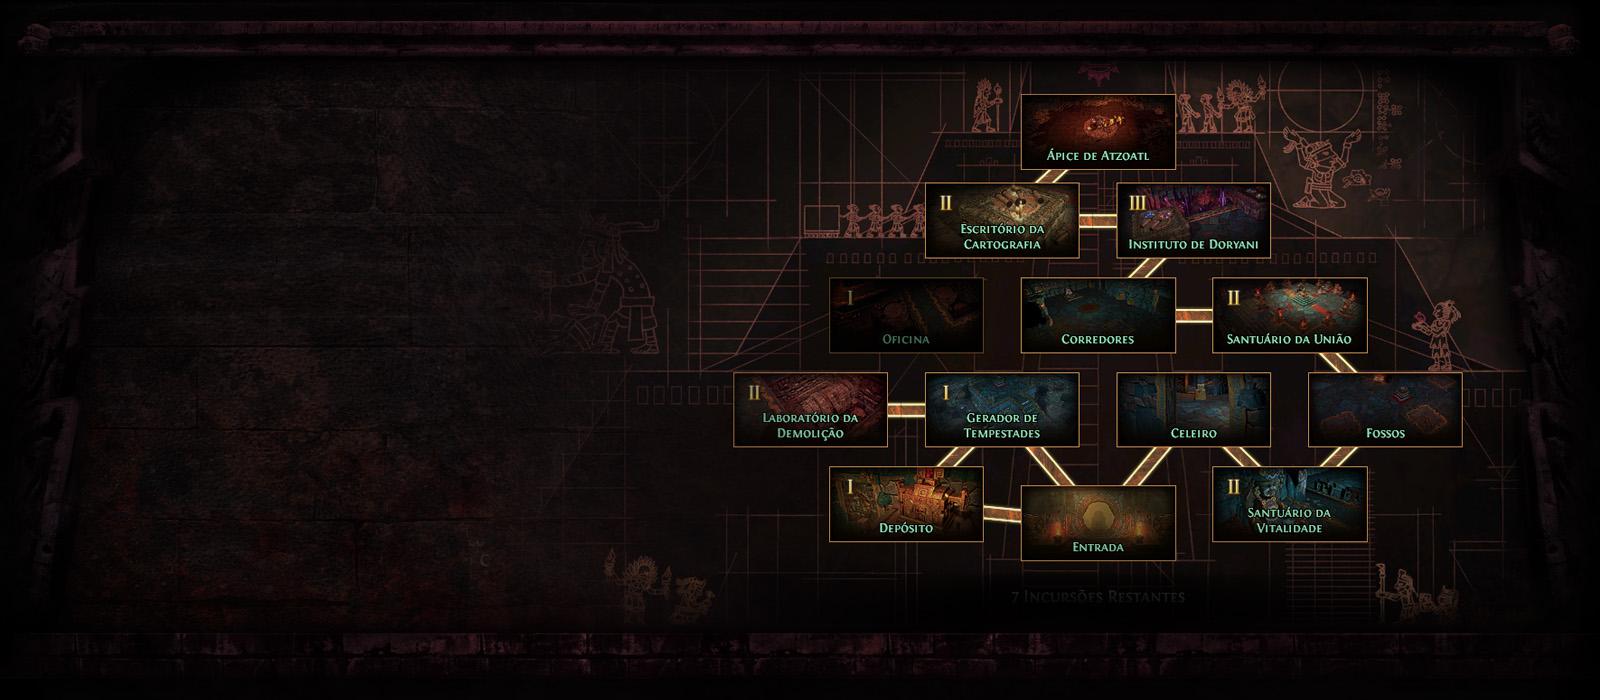 Ápice de Atzoatl
II
Escritório da
Cartografia
III
Instituto de Doryani
I
Oficina
Corredores
II
Santuário da União
II
Laboratório da
Demolição
I
Gerador de
Tempestades
Celeiro
Fossos
I
Depósito
Entrada
II
Santuário da
Vitalidade
7 Incursões Restantes